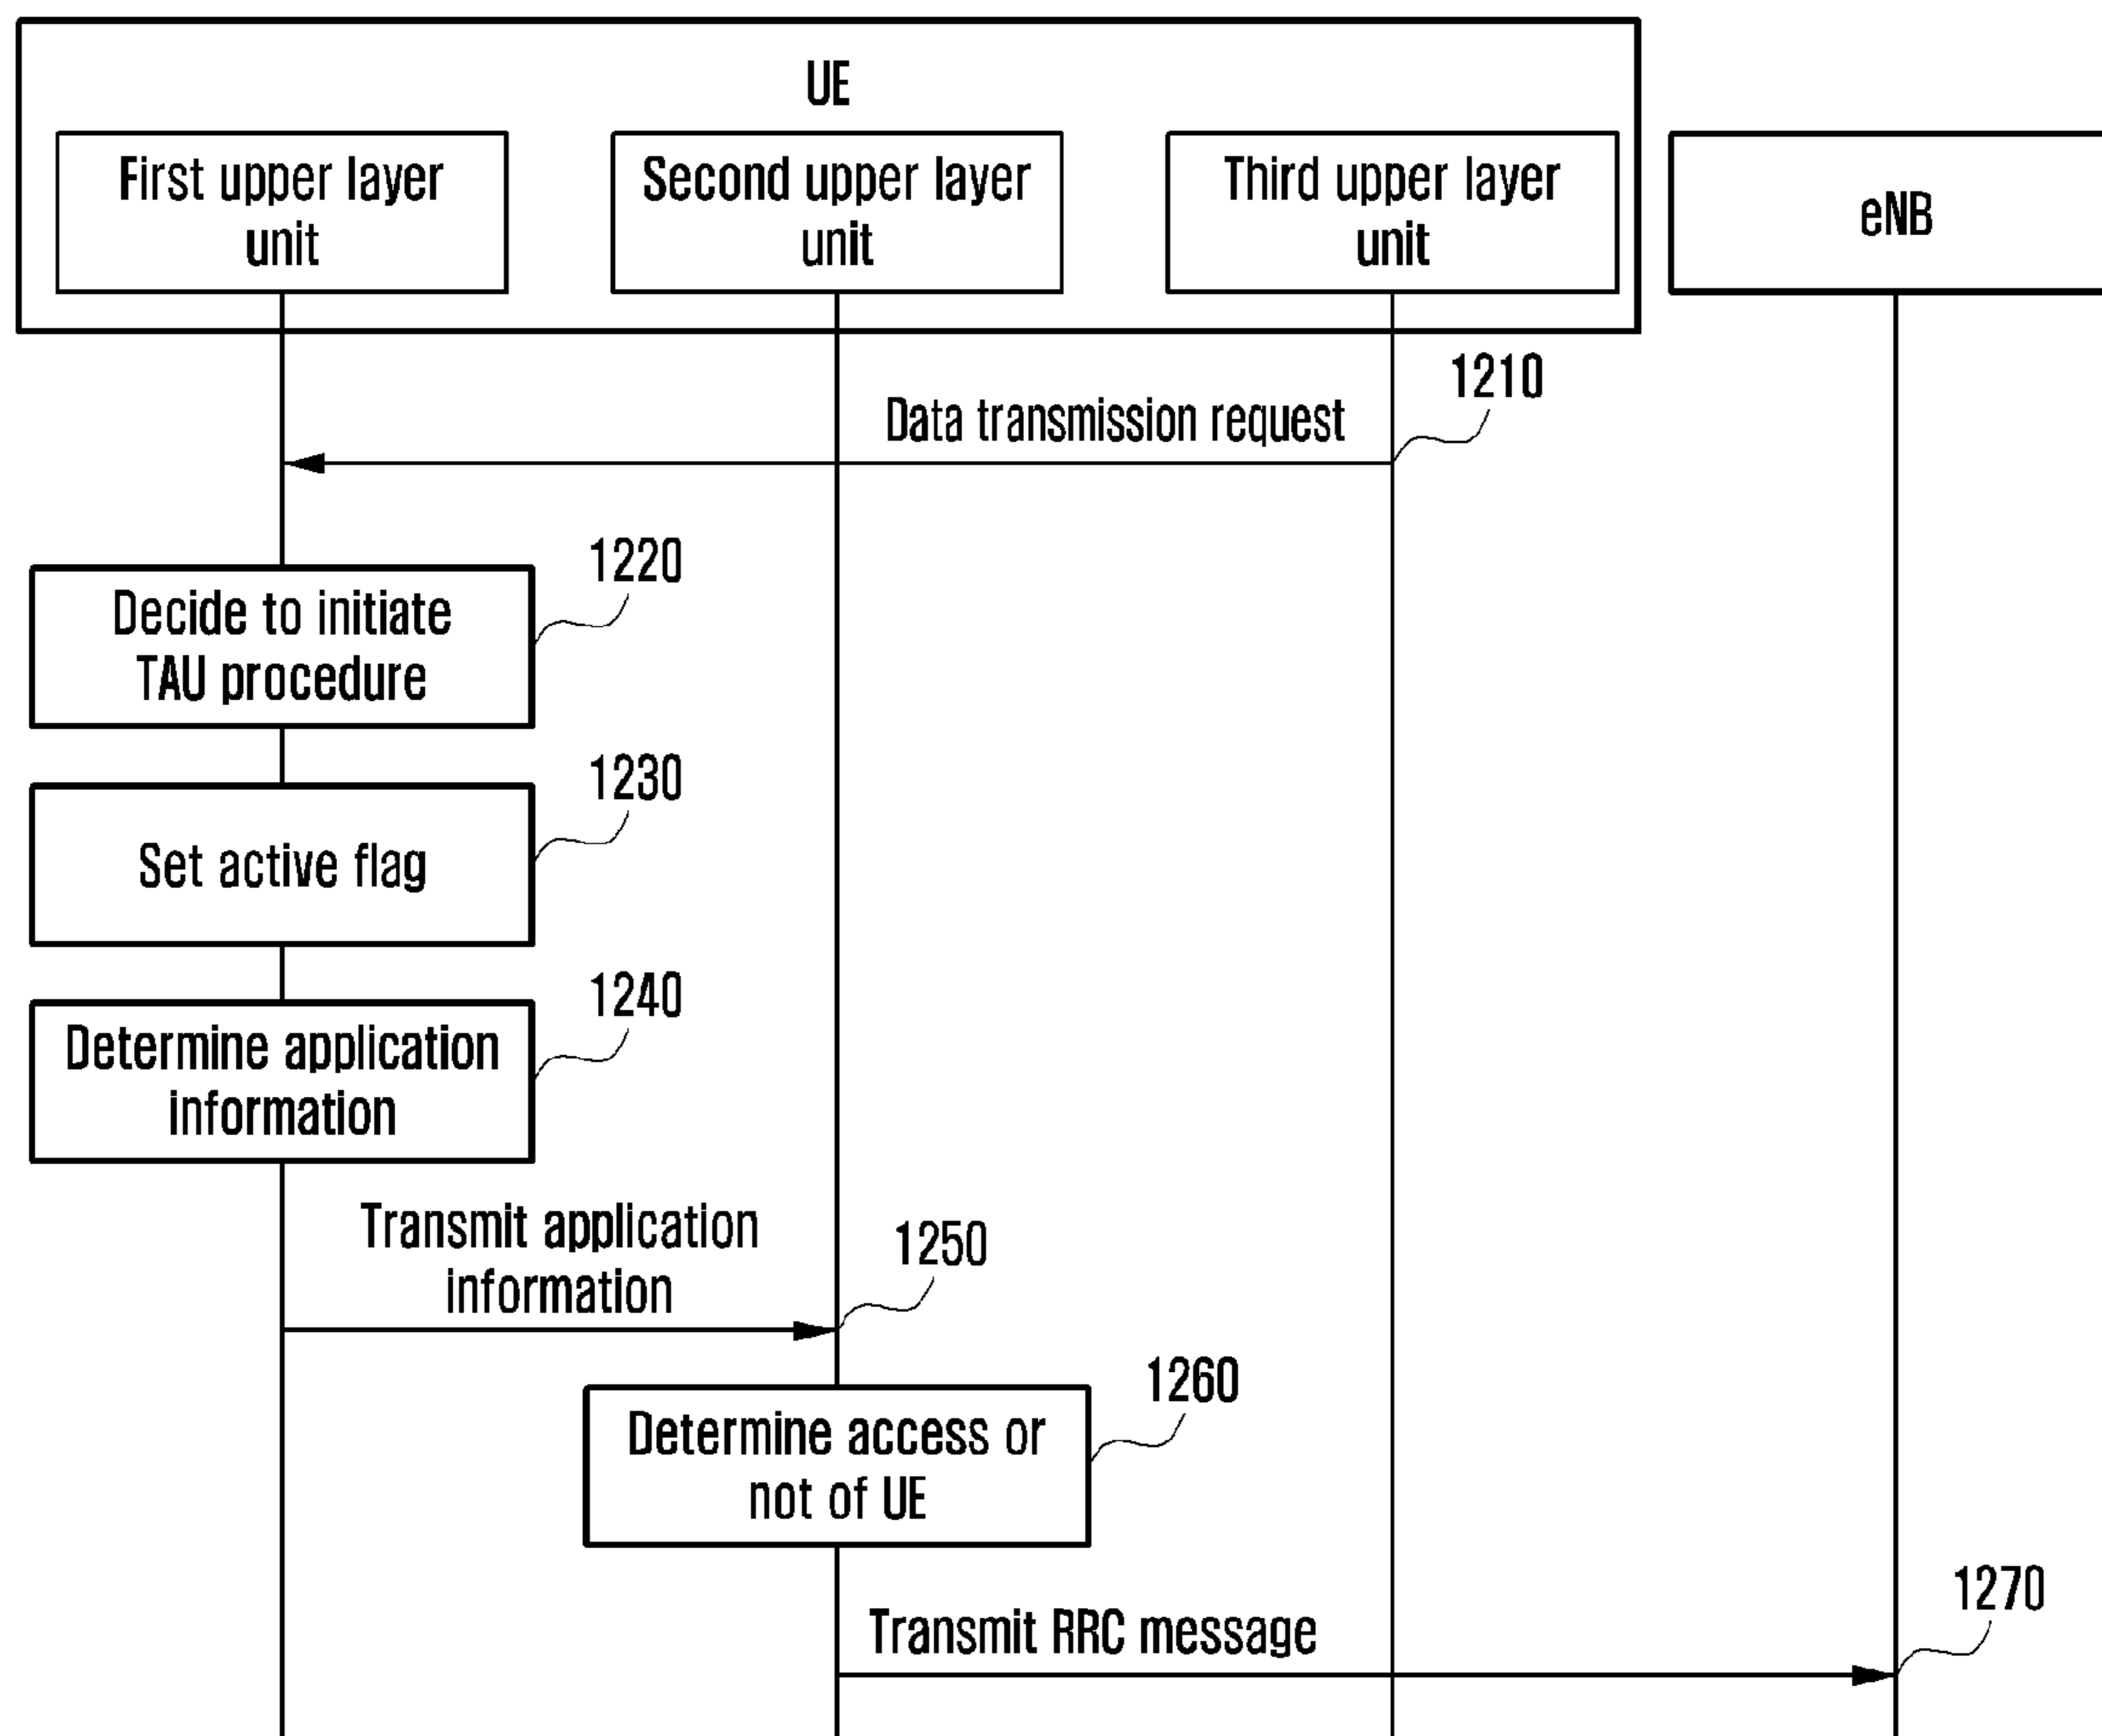 UE
First upper layer
unit
Second upper layer
unit
Third upper layer
unit
eNB
1210
Data transmission request
1220
Decide to initiate
TAU procedure
1230
Set active flag
1240
Determine application
information
Transmit application
information
1250
1260
Determine access or
not of UE
1270
Transmit RRC message